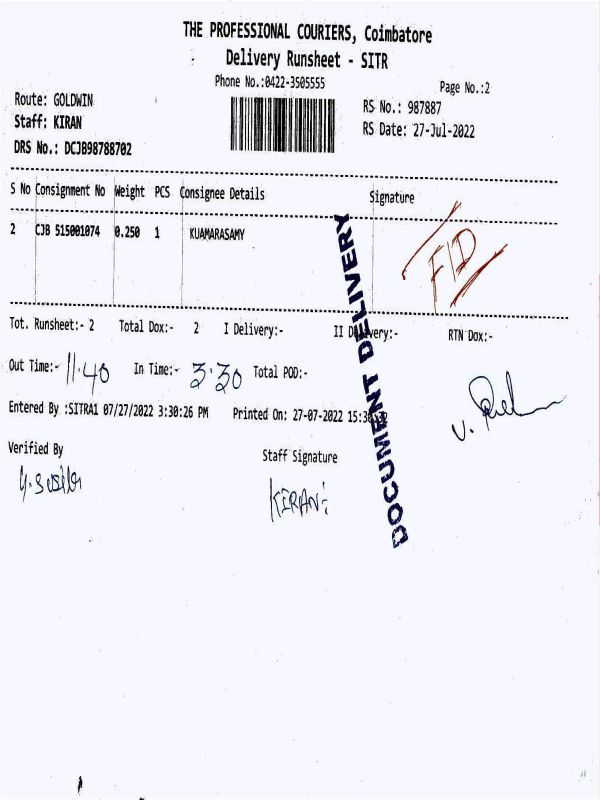 THE PROFESSIONAL COURIERS, Coimbatore
Delivery Runsheet - SITR
Phone No.:0422-3505555
Page No.:2
Route: GOLDWIN
RS No.: 987887
Staff: KIRAN
RS Date: 27-Jul-2022
DRS No.: DCJB98788702
S No Consignment No Weight PCS Consignee Details Signature
2 CJB 515001074 0.250 1 KUAMARASAMY
F/D
DOCUMENT DELIVERY
Tot. Runsheet:- 2 Total Dox:- 2 I Delivery:- II Delivery:- RTN Dox:-
Out Time:- 11.40 In Time:- 3.30 Total POD:-
Entered By :SITRA1 07/27/2022 3:30:26 PM Printed On: 27-07-2022 15:30
Verified By
Staff Signature
KIRAN